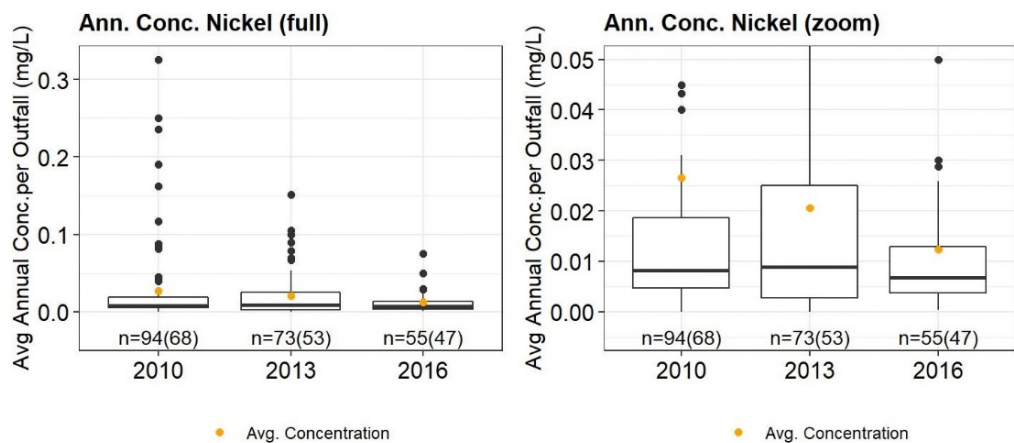 Ann. Conc. Nickel (full)
Avg Annual Conc.per Outfall (mg/L)
0.3
0.2
0.1
0.0
n=94(68) n=73(53) n=55(47)
2010 2013 2016
Avg. Concentration
Ann. Conc. Nickel (zoom)
Avg Annual Conc.per Outfall (mg/L)
0.05
0.04
0.03
0.02
0.01
0.00
n=94(68) n=73(53) n=55(47)
2010 2013 2016
Avg. Concentration